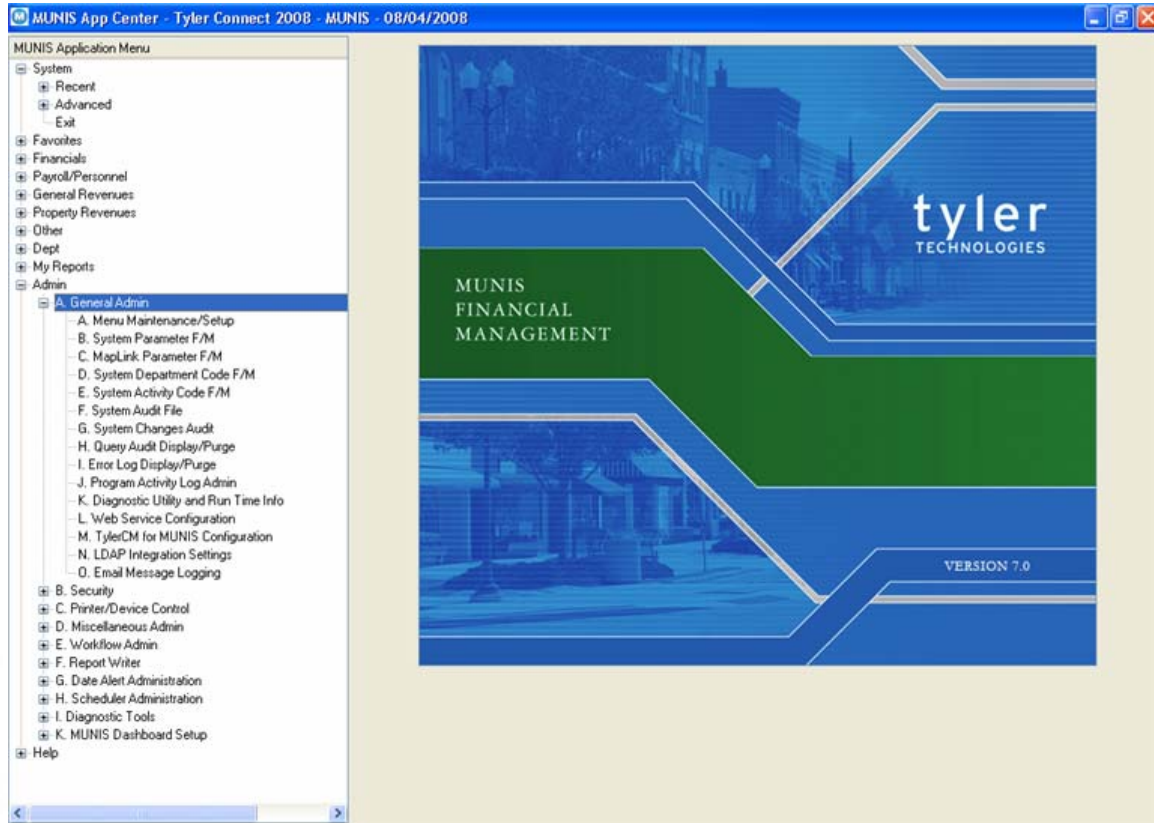 MUNIS App Center - Tyler Connect 2008 - MUNIS - 08/04/2008
MUNIS Application Menu
System
Recent
Advanced
Exit
Favorites
Financials
Payroll/Personnel
General Revenues
Property Revenues
Other
Dept
My Reports
Admin
A. General Admin
A. Menu Maintenance/Setup
B. System Parameter F/M
C. MapLink Parameter F/M
D. System Department Code F/M
E. System Activity Code F/M
F. System Audit File
G. System Changes Audit
H. Query Audit Display/Purge
I. Error Log Display/Purge
J. Program Activity Log Admin
K. Diagnostic Utility and Run Time Info
L. Web Service Configuration
M. TylerCM for MUNIS Configuration
N. LDAP Integration Settings
O. Email Message Logging
B. Security
C. Printer/Device Control
D. Miscellaneous Admin
E. Workflow Admin
F. Report Writer
G. Date Alert Administration
H. Scheduler Administration
I. Diagnostic Tools
K. MUNIS Dashboard Setup
Help
tyler
TECHNOLOGIES
MUNIS
FINANCIAL
MANAGEMENT
VERSION 7.0